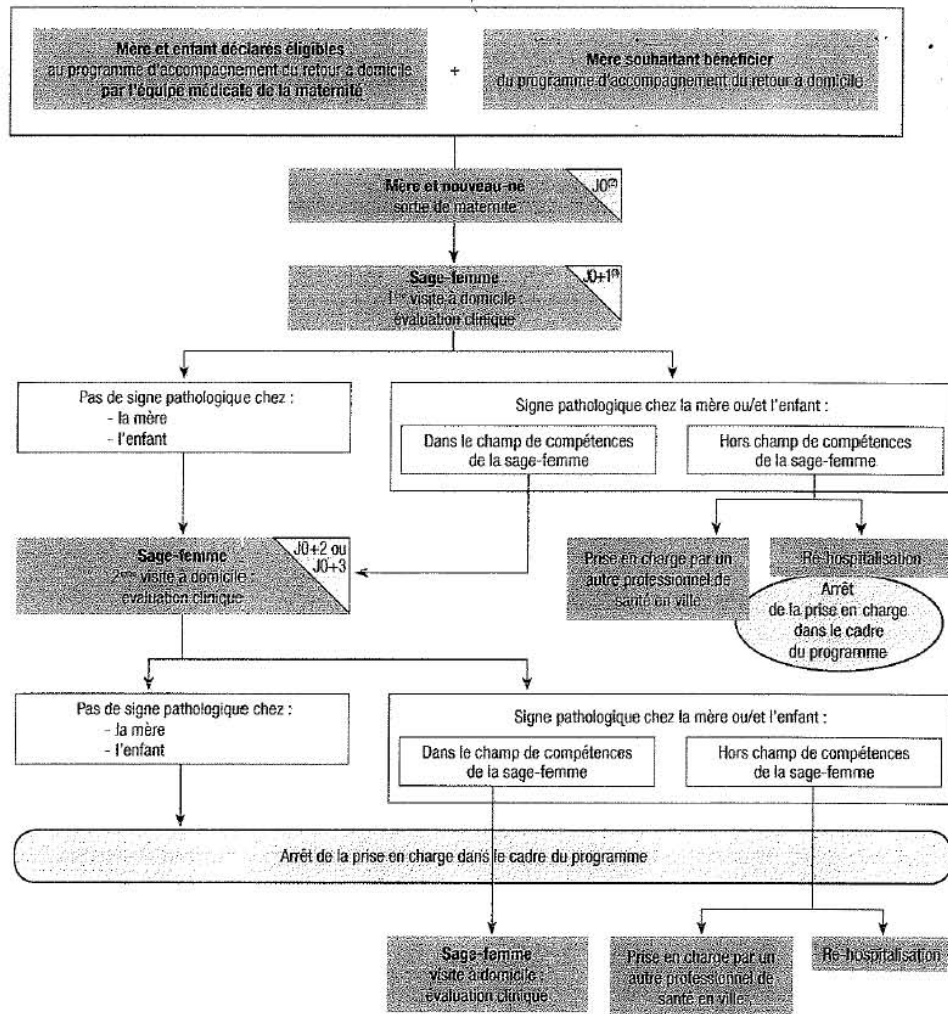 Mère et enfant déclarés éligibles
au programme d'accompagnement du retour à domicile
par l'équipe médicale de la maternité
+
Mère souhaitant bénéficier
du programme d'accompagnement du retour à domicile
Mère et nouveau-né
sortie de maternité
J0(2)
Sage-femme
1ère visite à domicile :
évaluation clinique
J0+1(1)
Pas de signe pathologique chez :
- la mère
- l'enfant
Signe pathologique chez la mère ou/et l'enfant :
Dans le champ de compétences
de la sage-femme
Hors champ de compétences
de la sage-femme
Sage-femme
2ème visite à domicile :
évaluation clinique
J0+2 ou
J0+3
Prise en charge par un
autre professionnel de
santé en ville
Ré-hospitalisation
Arrêt
de la prise en charge
dans le cadre
du programme
Pas de signe pathologique chez :
- la mère
- l'enfant
Signe pathologique chez la mère ou/et l'enfant :
Dans le champ de compétences
de la sage-femme
Hors champ de compétences
de la sage-femme
Arrêt de la prise en charge dans le cadre du programme
Sage-femme
visite à domicile :
évaluation clinique
Prise en charge par un
autre professionnel de
santé en ville
Ré-hospitalisation